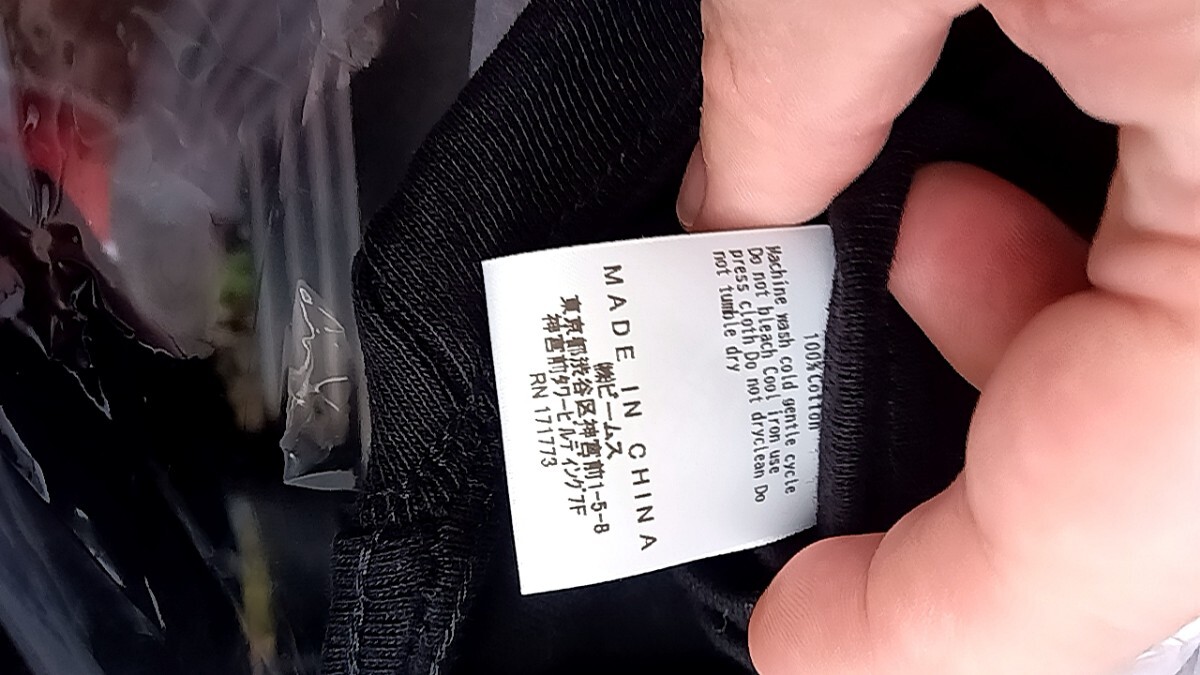 100%Cotton
Machine wash cold gentle cycle
Do not bleach Cool iron use
press cloth Do not dryclean Do
not tumble dry
MADE IN CHINA
㈱ビームス
東京都渋谷区神宮前1-5-8
神宮前タワービルディング7F
RN 171773